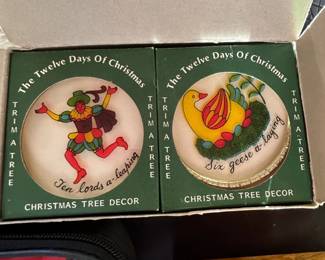 The Twelve Days Of Christmas
TRIM A TREE
Ten lords a-leaping
TRIM-A-TREE
CHRISTMAS TREE DECOR
The Twelve Days Of Christmas
TRIM A TREE
Six geese a-laying
TRIM-A-TREE
CHRISTMAS TREE DECOR